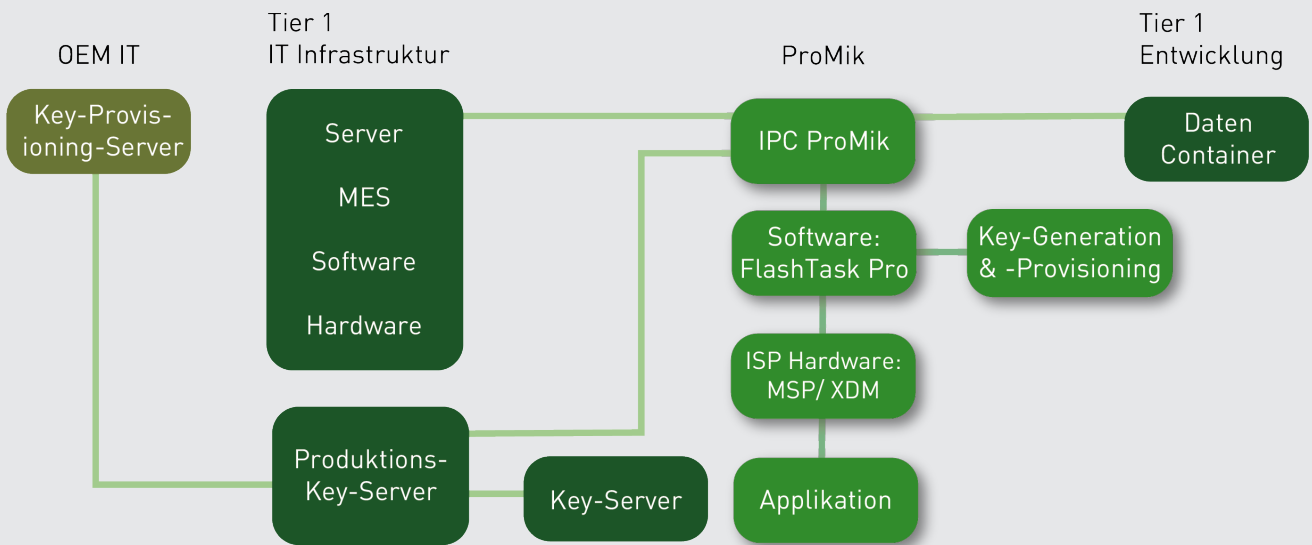 OEM IT
Key-Provis-
ioning-Server
Tier 1
IT Infrastruktur
Server
MES
Software
Hardware
Produktions-
Key-Server
Key-Server
ProMik
IPC ProMik
Software:
FlashTask Pro
Key-Generation
& -Provisioning
ISP Hardware:
MSP/ XDM
Applikation
Tier 1
Entwicklung
Daten
Container